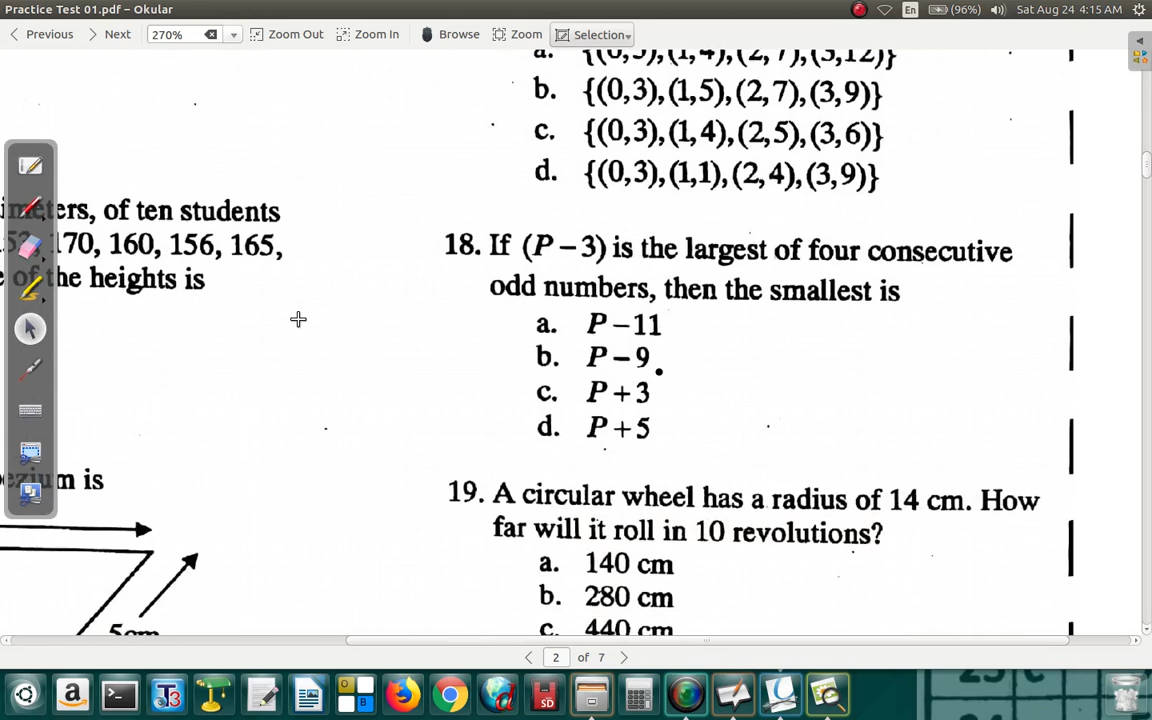 Practice Test 01.pdf – Okular
En
(96%)
Sat Aug 24 4:15 AM
Previous
Next
270%
Zoom Out
Zoom In
Browse
Zoom
Selection
b. {(0,3),(1,5),(2,7),(3,9)}
c. {(0,3),(1,4),(2,5),(3,6)}
d. {(0,3),(1,1),(2,4),(3,9)}
of ten students
170, 160, 156, 165,
of the heights is
is
5cm
18. If (P – 3) is the largest of four consecutive
odd numbers, then the smallest is
a. P – 11
b. P – 9
c. P + 3
d. P + 5
19. A circular wheel has a radius of 14 cm. How
far will it roll in 10 revolutions?
a. 140 cm
b. 280 cm
c. 440 cm
2 of 7
SD